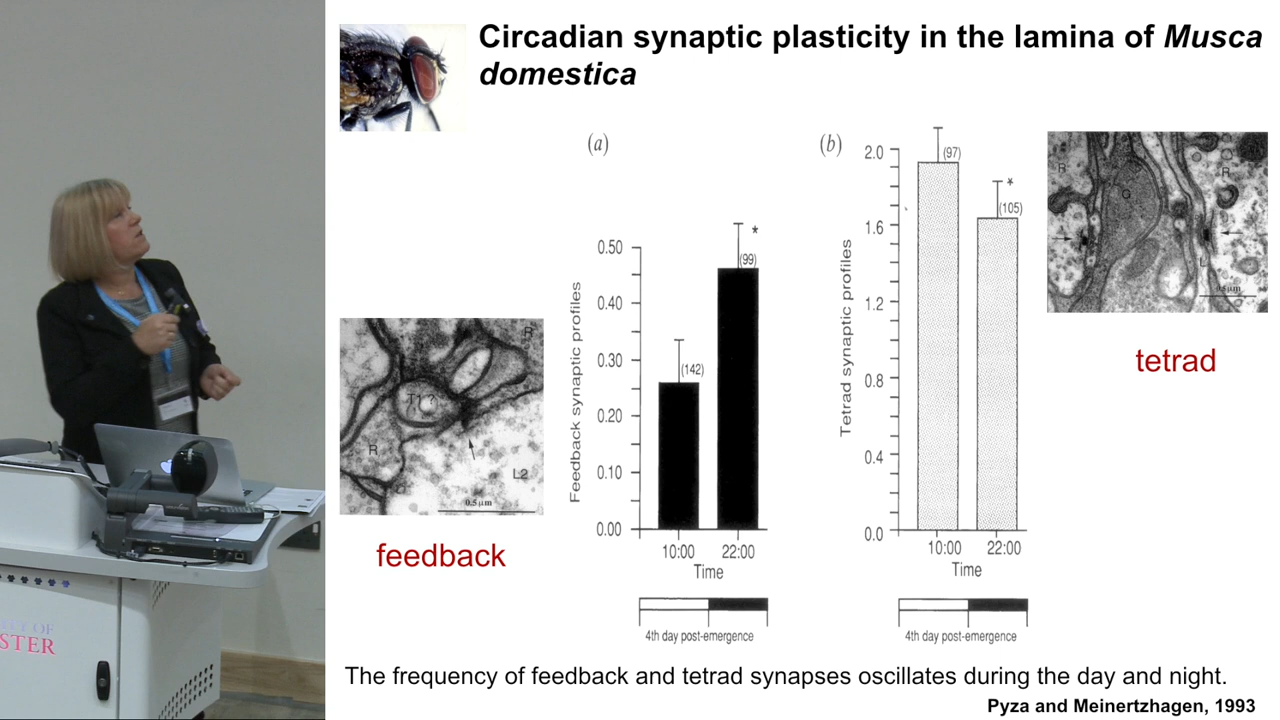 Circadian synaptic plasticity in the lamina of Musca
domestica
(a)
(b)
Feedback synaptic profiles
0.50
0.40
0.30
0.20
0.10
0.00
(142)
(99)
*
10:00 22:00
Time
4th day post-emergence
Tetrad synaptic profiles
2.0
1.6
1.2
0.8
0.4
0.0
(97)
(105)
*
10:00 22:00
Time
4th day post-emergence
R
T1 ?
R
L2
0.5 µm
feedback
R
G
R
L
0.5 µm
tetrad
The frequency of feedback and tetrad synapses oscillates during the day and night.
Pyza and Meinertzhagen, 1993
STER